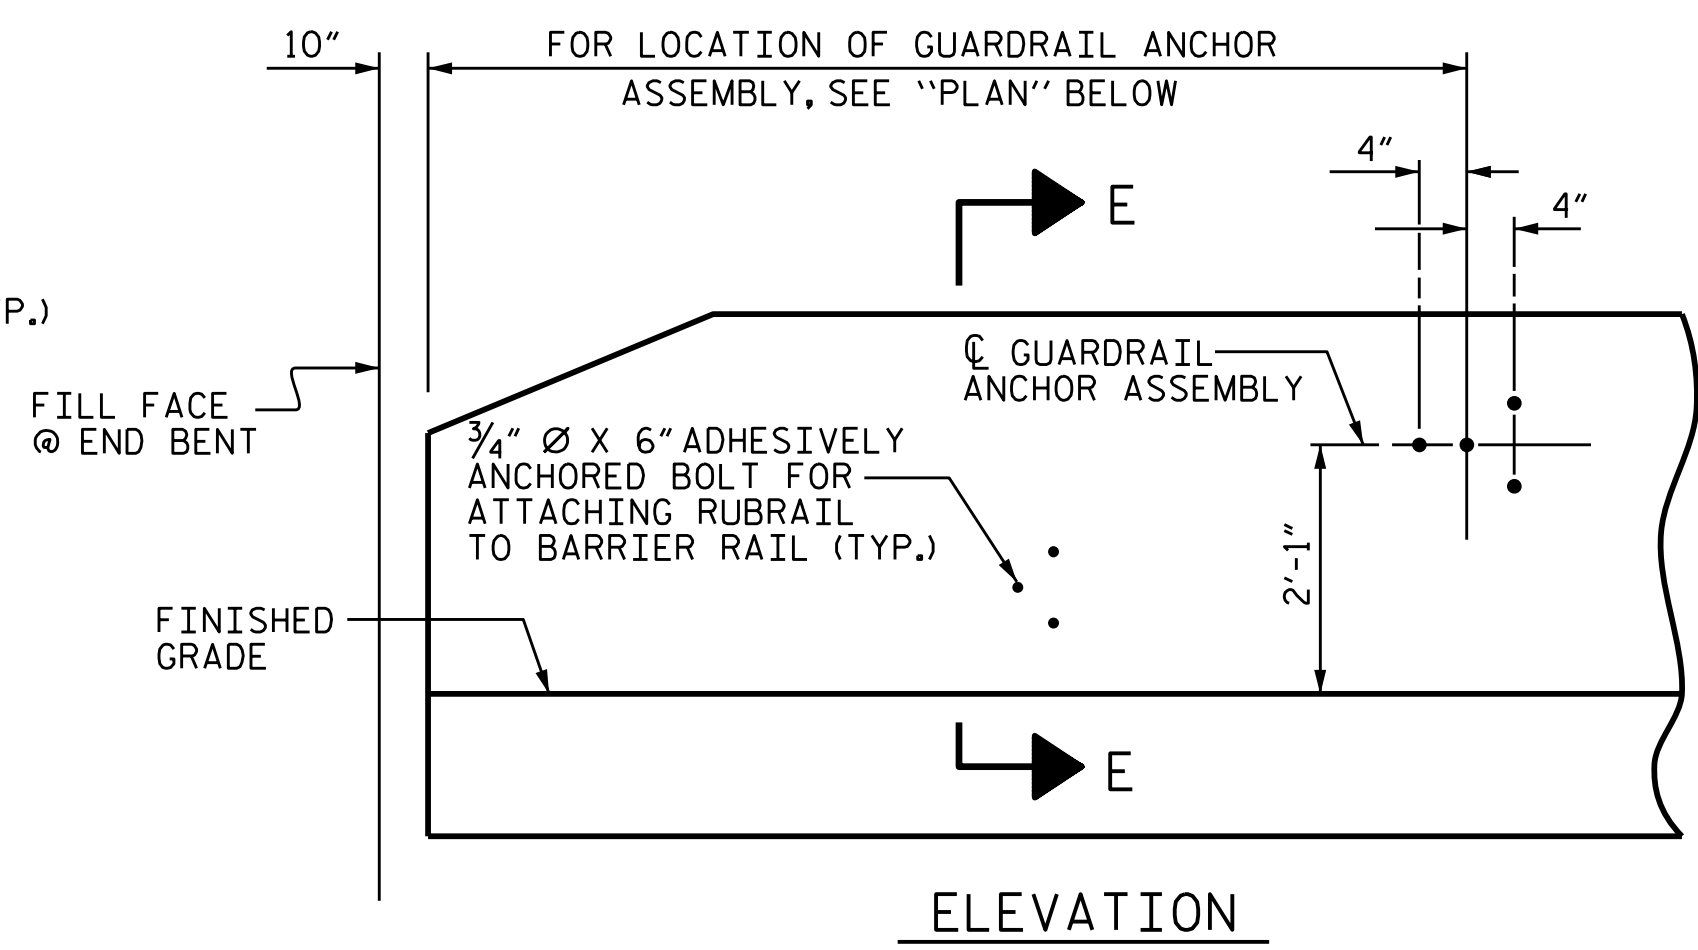 10"
FOR LOCATION OF GUARDRAIL ANCHOR
ASSEMBLY, SEE "PLAN" BELOW
4"
E
4"
P.)
℄ GUARDRAIL
ANCHOR ASSEMBLY
FILL FACE
@ END BENT
3/4" Ø X 6" ADHESIVELY
ANCHORED BOLT FOR
ATTACHING RUBRAIL
TO BARRIER RAIL (TYP.)
2'-1"
FINISHED
GRADE
E
ELEVATION